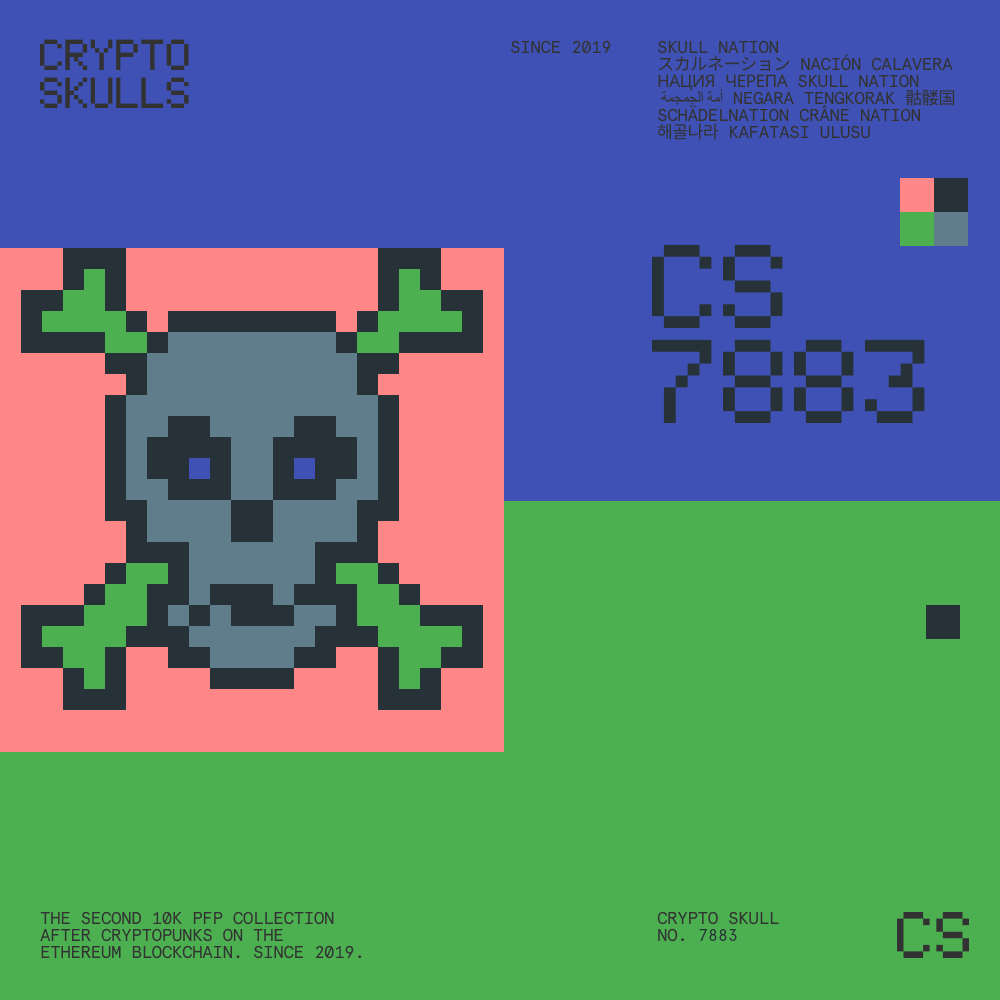 CRYPTO
SKULLS
SINCE 2019
SKULL NATION
スカルネーション NACIÓN CALAVERA
НАЦИЯ ЧЕРЕПА SKULL NATION
أمة الجمجمة NEGARA TENGKORAK 骷髅国
SCHÄDELNATION CRÂNE NATION
해골나라 KAFATASI ULUSU
CS
7883
THE SECOND 10K PFP COLLECTION
AFTER CRYPTOPUNKS ON THE
ETHEREUM BLOCKCHAIN. SINCE 2019.
CRYPTO SKULL
NO. 7883
CS